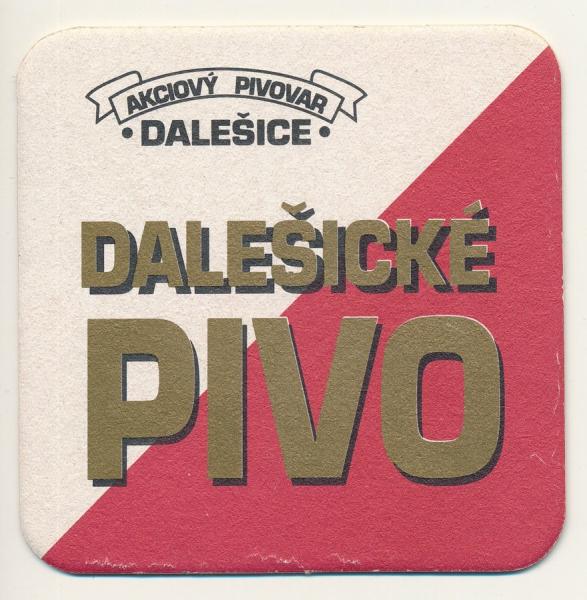 AKCIOVÝ PIVOVAR
• DALEŠICE •
DALEŠICKÉ
PIVO